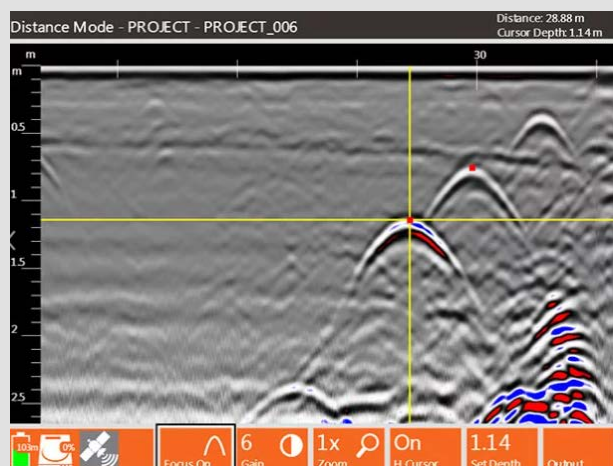 Distance Mode - PROJECT - PROJECT_006
Distance: 28.88 m
Cursor Depth: 1.14 m
m
30
m
0.5
1
1.5
2
2.5
103m
0%
Focus On
6
Gain
1x
Zoom
On
H Cursor
1.14
Set Depth
Output